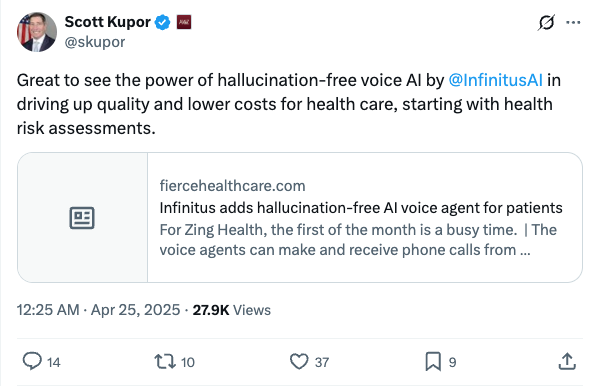 Scott Kupor
@skupor
Great to see the power of hallucination-free voice AI by @InfinitusAI in
driving up quality and lower costs for health care, starting with health
risk assessments.
fiercehealthcare.com
Infinitus adds hallucination-free AI voice agent for patients
For Zing Health, the first of the month is a busy time. | The
voice agents can make and receive phone calls from ...
12:25 AM · Apr 25, 2025 · 27.9K Views
14 10 37 9